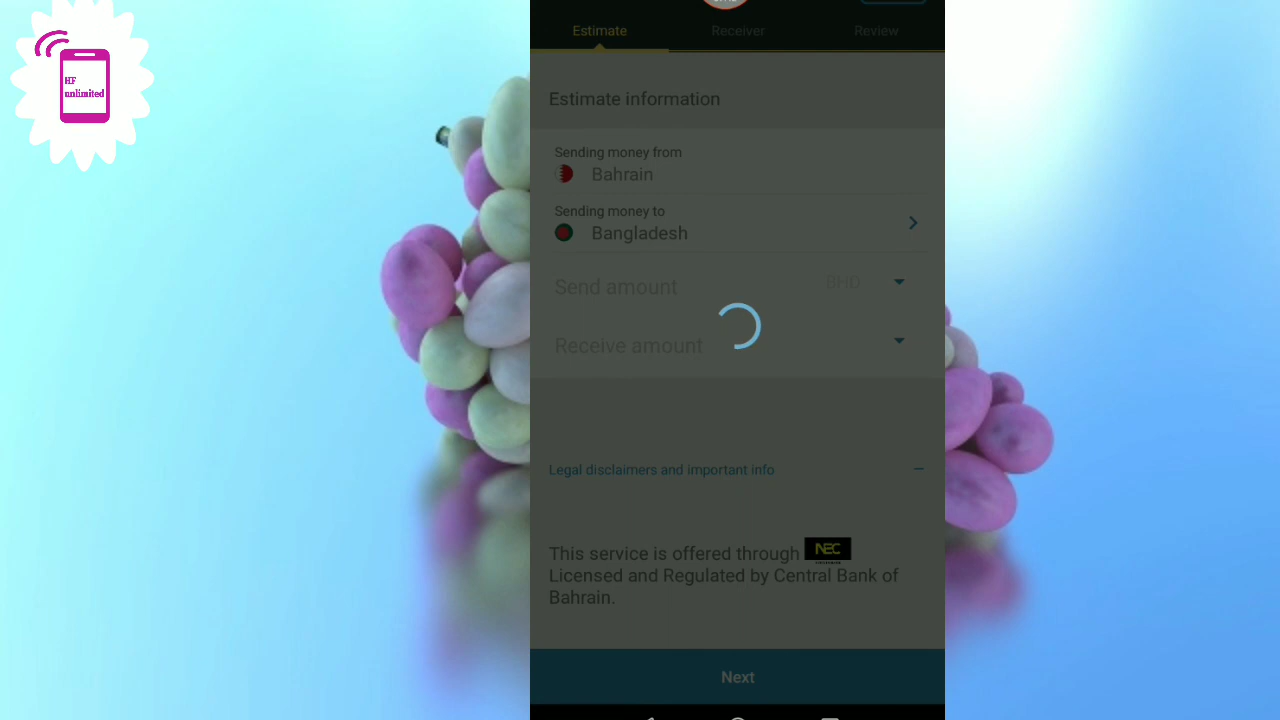 HF
unlimited
Estimate Receiver Review
Estimate information
Sending money from
Bahrain
Sending money to
Bangladesh
Send amount BHD
Receive amount
Legal disclaimers and important info
This service is offered through NEC
Licensed and Regulated by Central Bank of
Bahrain.
Next